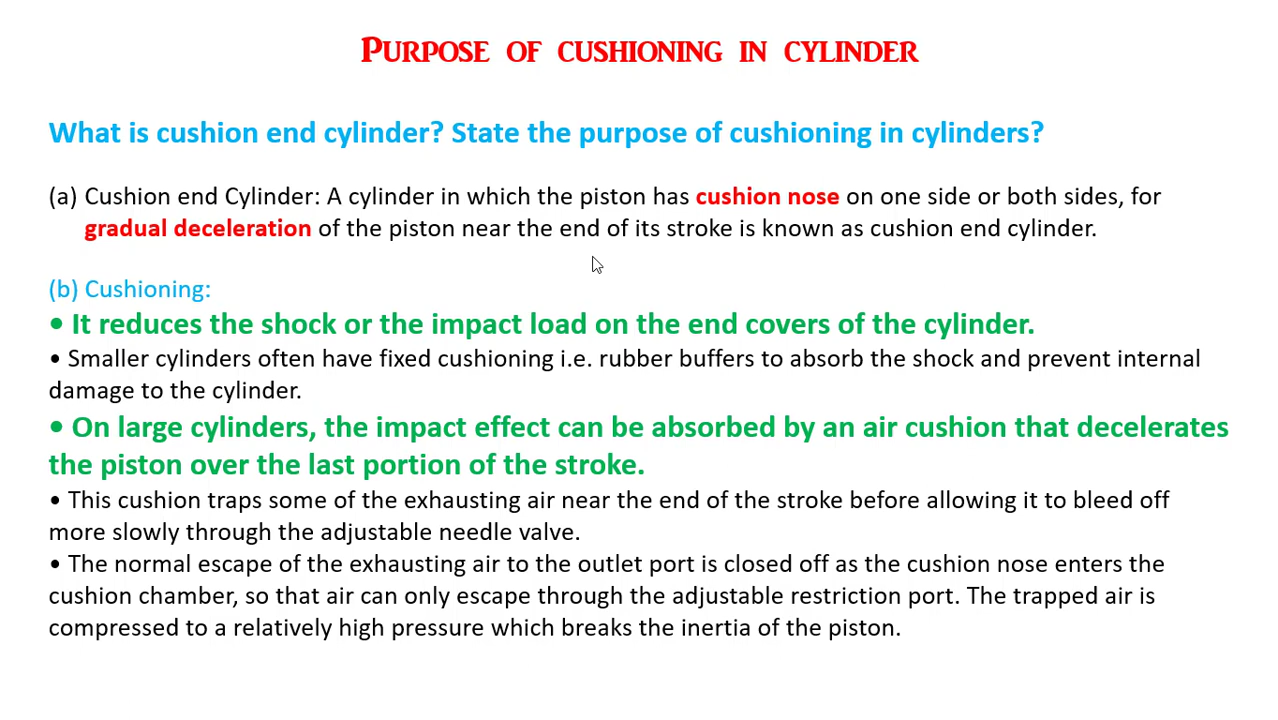 Purpose of cushioning in cylinder
What is cushion end cylinder? State the purpose of cushioning in cylinders?
(a) Cushion end Cylinder: A cylinder in which the piston has cushion nose on one side or both sides, for
gradual deceleration of the piston near the end of its stroke is known as cushion end cylinder.
(b) Cushioning:
• It reduces the shock or the impact load on the end covers of the cylinder.
• Smaller cylinders often have fixed cushioning i.e. rubber buffers to absorb the shock and prevent internal
damage to the cylinder.
• On large cylinders, the impact effect can be absorbed by an air cushion that decelerates
the piston over the last portion of the stroke.
• This cushion traps some of the exhausting air near the end of the stroke before allowing it to bleed off
more slowly through the adjustable needle valve.
• The normal escape of the exhausting air to the outlet port is closed off as the cushion nose enters the
cushion chamber, so that air can only escape through the adjustable restriction port. The trapped air is
compressed to a relatively high pressure which breaks the inertia of the piston.